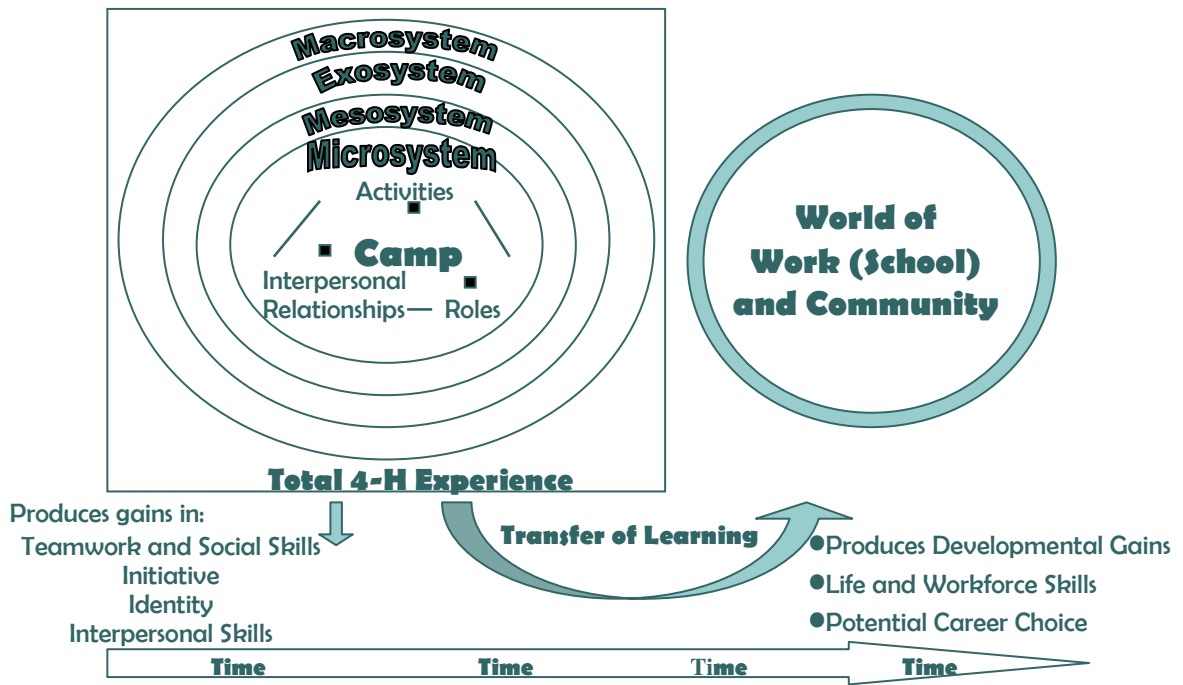 Macrosystem
Exosystem
Mesosystem
Microsystem
Activities
Camp
Interpersonal
Relationships— Roles
Total 4-H Experience
World of
Work (School)
and Community
Produces gains in:
Teamwork and Social Skills
Initiative
Identity
Interpersonal Skills
Transfer of Learning
•Produces Developmental Gains
•Life and Workforce Skills
•Potential Career Choice
Time Time Time Time